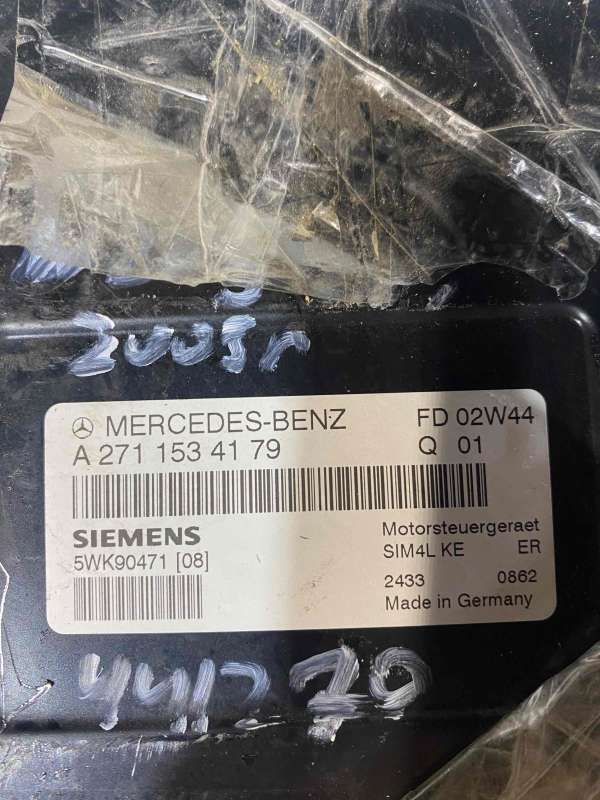 2005г
MERCEDES-BENZ FD 02W44
A 271 153 41 79 Q 01
SIEMENS
5WK90471 [08]
Motorsteuergeraet
SIM4L KE ER
2433 0862
Made in Germany